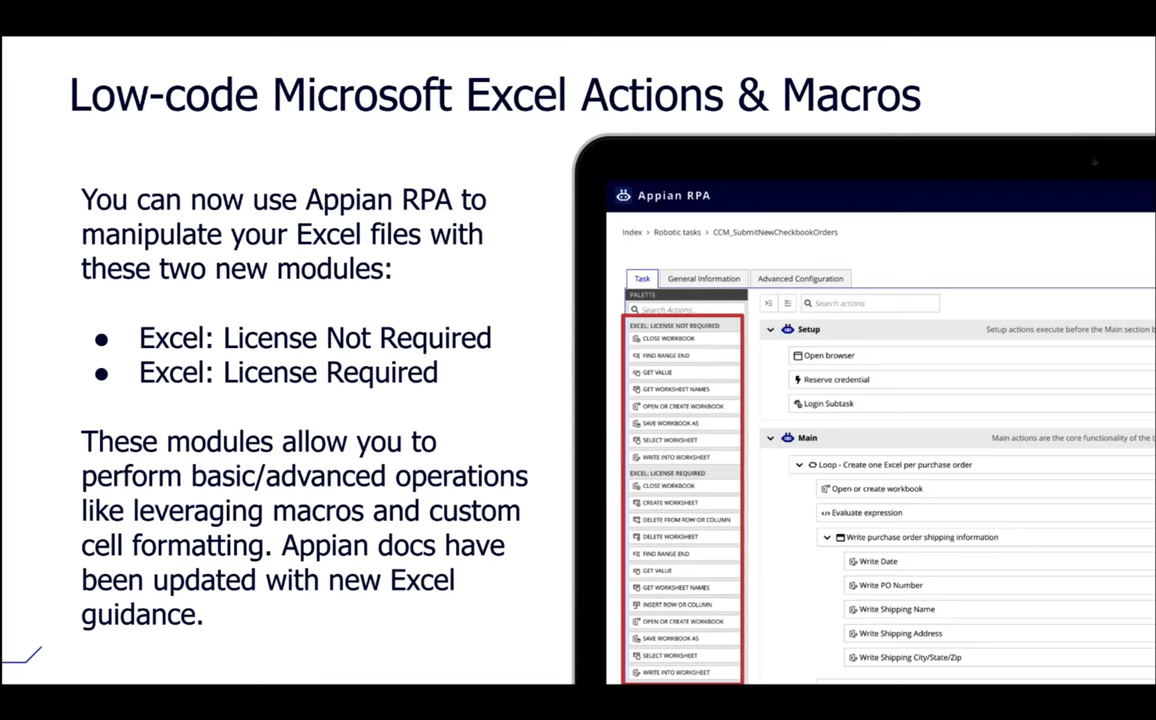 Low-code Microsoft Excel Actions & Macros
You can now use Appian RPA to
manipulate your Excel files with
these two new modules:
● Excel: License Not Required
● Excel: License Required
These modules allow you to
perform basic/advanced operations
like leveraging macros and custom
cell formatting. Appian docs have
been updated with new Excel
guidance.
Appian RPA
Index > Robotic tasks > CCM_SubmitNewCheckbookOrders
Task General Information Advanced Configuration
PALETTE
Search Actions...
EXCEL: LICENSE NOT REQUIRED
CLOSE WORKBOOK
FIND RANGE END
GET VALUE
GET WORKSHEET NAMES
OPEN OR CREATE WORKBOOK
SAVE WORKBOOK AS
SELECT WORKSHEET
WRITE INTO WORKSHEET
EXCEL: LICENSE REQUIRED
CLOSE WORKBOOK
CREATE WORKSHEET
DELETE FROM ROW OR COLUMN
DELETE WORKSHEET
FIND RANGE END
GET VALUE
GET WORKSHEET NAMES
INSERT ROW OR COLUMN
OPEN OR CREATE WORKBOOK
SAVE WORKBOOK AS
SELECT WORKSHEET
WRITE INTO WORKSHEET
Search actions
Setup Setup actions execute before the Main section b
Open browser
Reserve credential
Login Subtask
Main Main actions are the core functionality of the t
Loop - Create one Excel per purchase order
Open or create workbook
Evaluate expression
Write purchase order shipping information
Write Date
Write PO Number
Write Shipping Name
Write Shipping Address
Write Shipping City/State/Zip